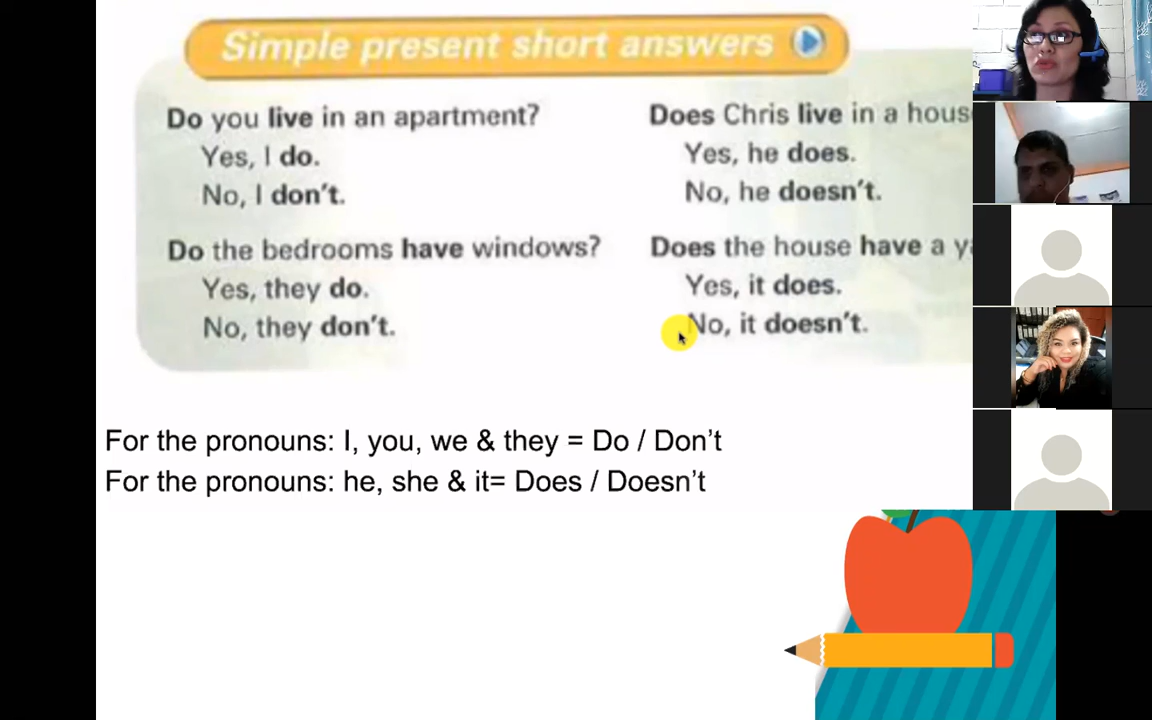 Simple present short answers
Do you live in an apartment?
Yes, I do.
No, I don't.
Do the bedrooms have windows?
Yes, they do.
No, they don't.
Does Chris live in a hous
Yes, he does.
No, he doesn't.
Does the house have a y
Yes, it does.
No, it doesn't.
For the pronouns: I, you, we & they = Do / Don't
For the pronouns: he, she & it= Does / Doesn't